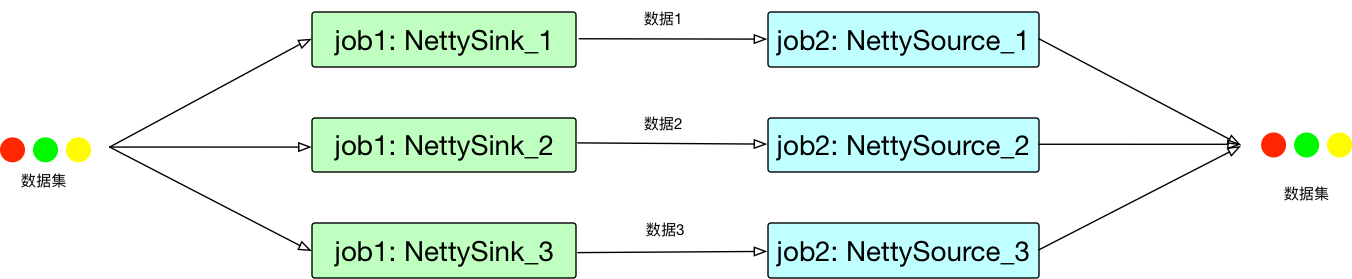 数据1
job1: NettySink_1
job2: NettySource_1
数据2
job1: NettySink_2
job2: NettySource_2
数据集
数据集
数据3
job1: NettySink_3
job2: NettySource_3